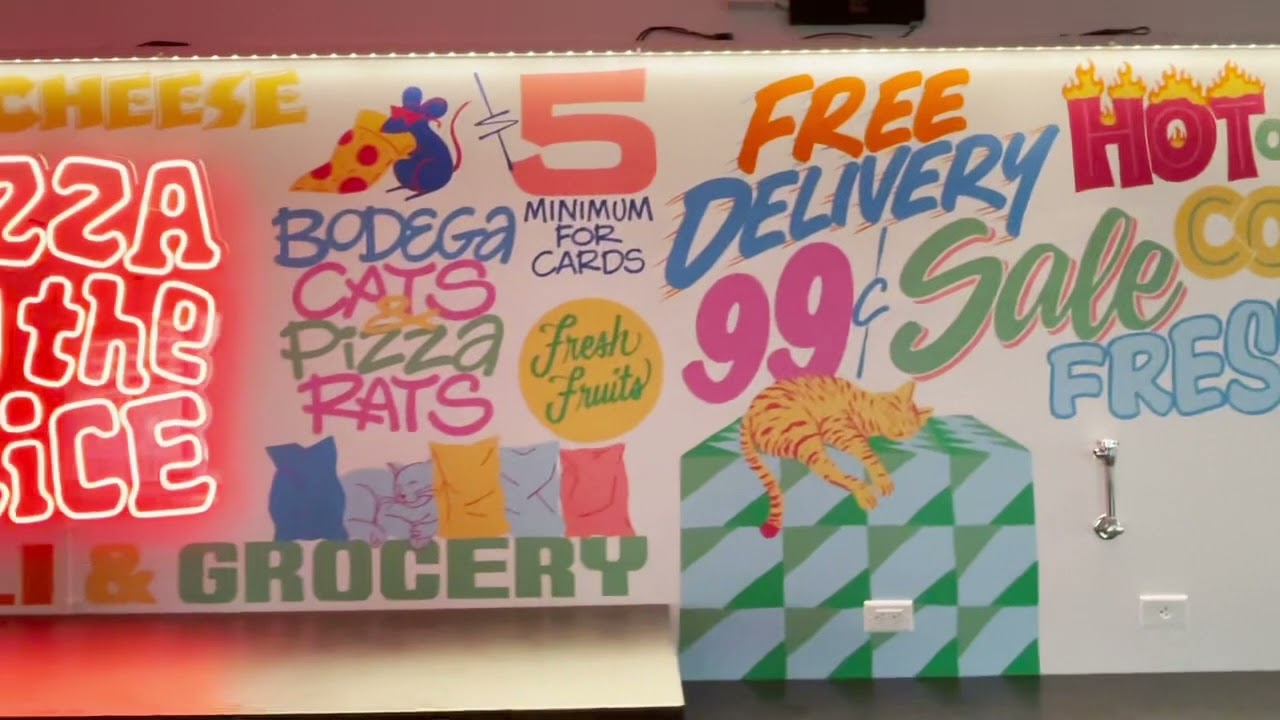 CHEESE
ZZA
the
iCE
$5
MINIMUM
FOR
CARDS
BODEGa
CATS
&
Pizza
RATS
Fresh
Fruits
& GROCERY
FREE
DELIVERY
99¢ Sale
HOT
CO
FRES